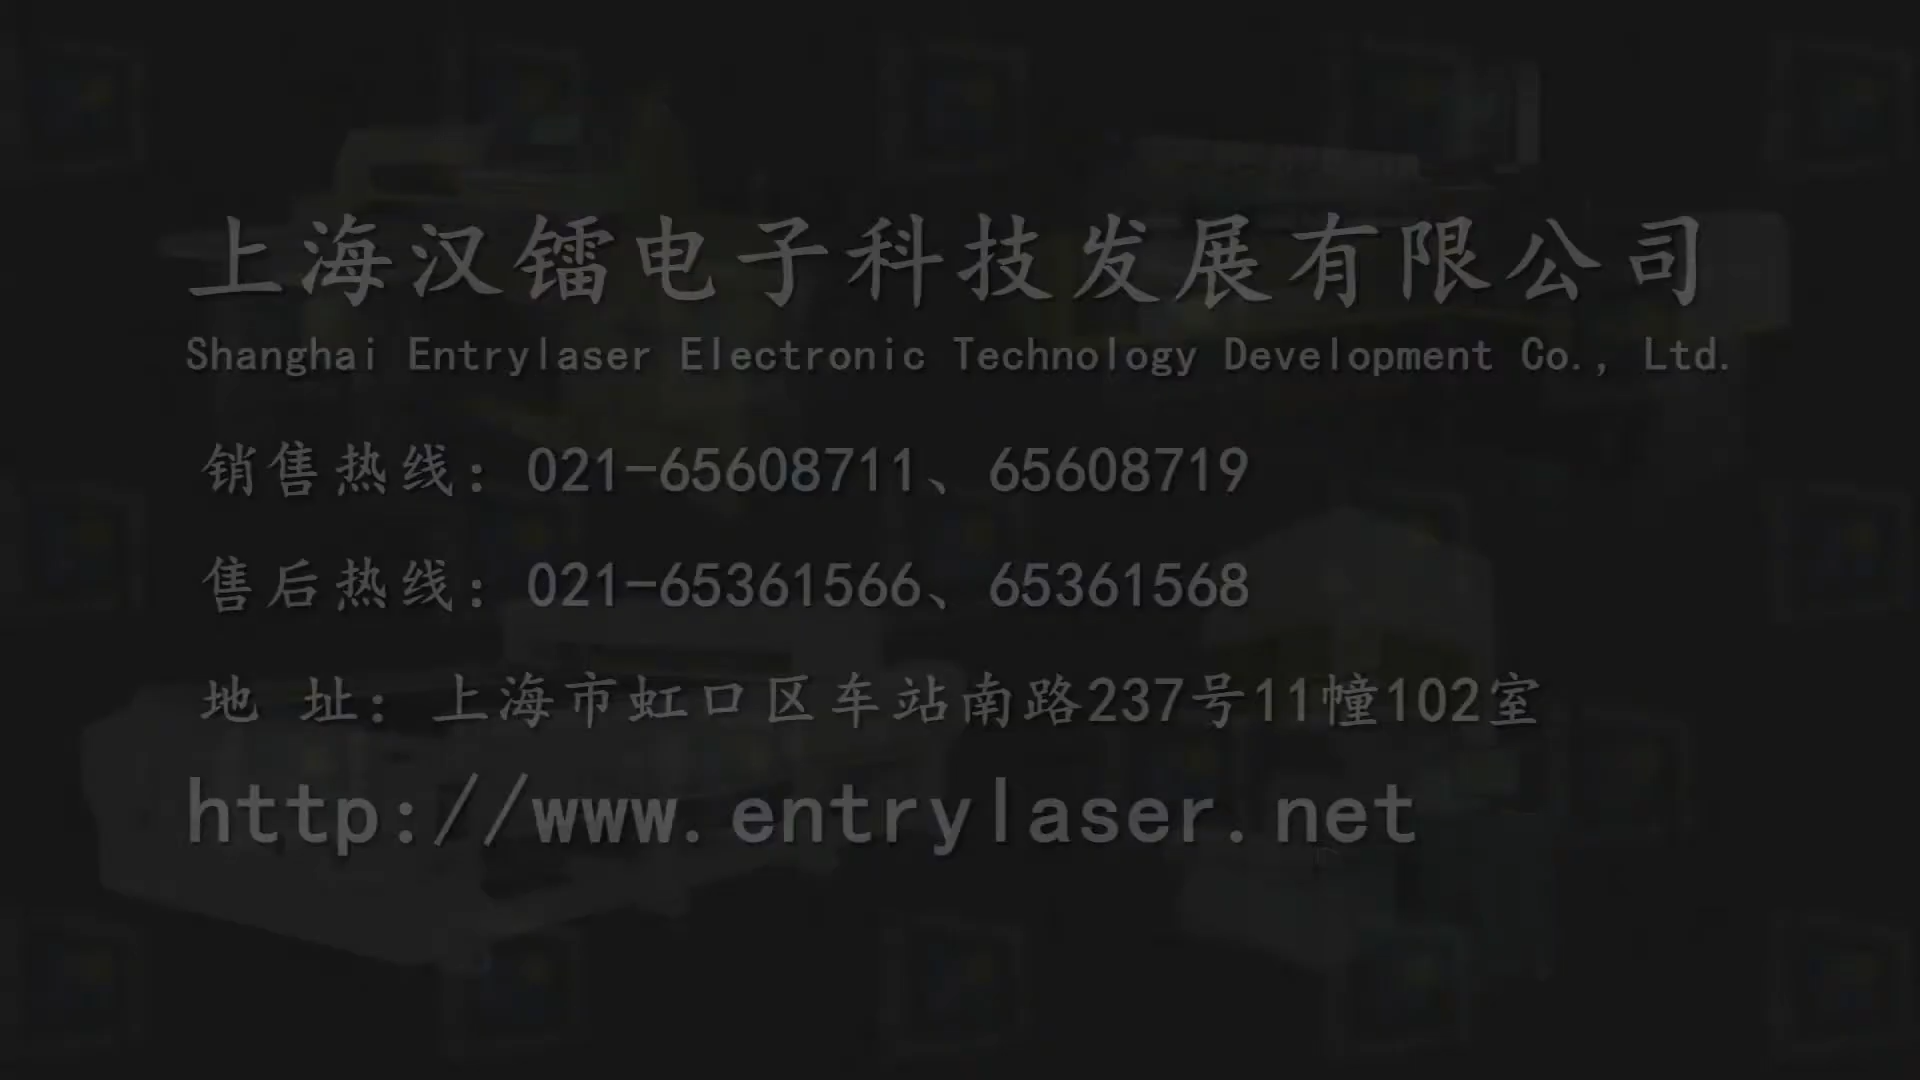 上海汉镭电子科技发展有限公司
Shanghai Entrylaser Electronic Technology Development Co., Ltd.
销售热线：021-65608711、65608719
售后热线：021-65361566、65361568
地 址：上海市虹口区车站南路237号11幢102室
http://www.entrylaser.net